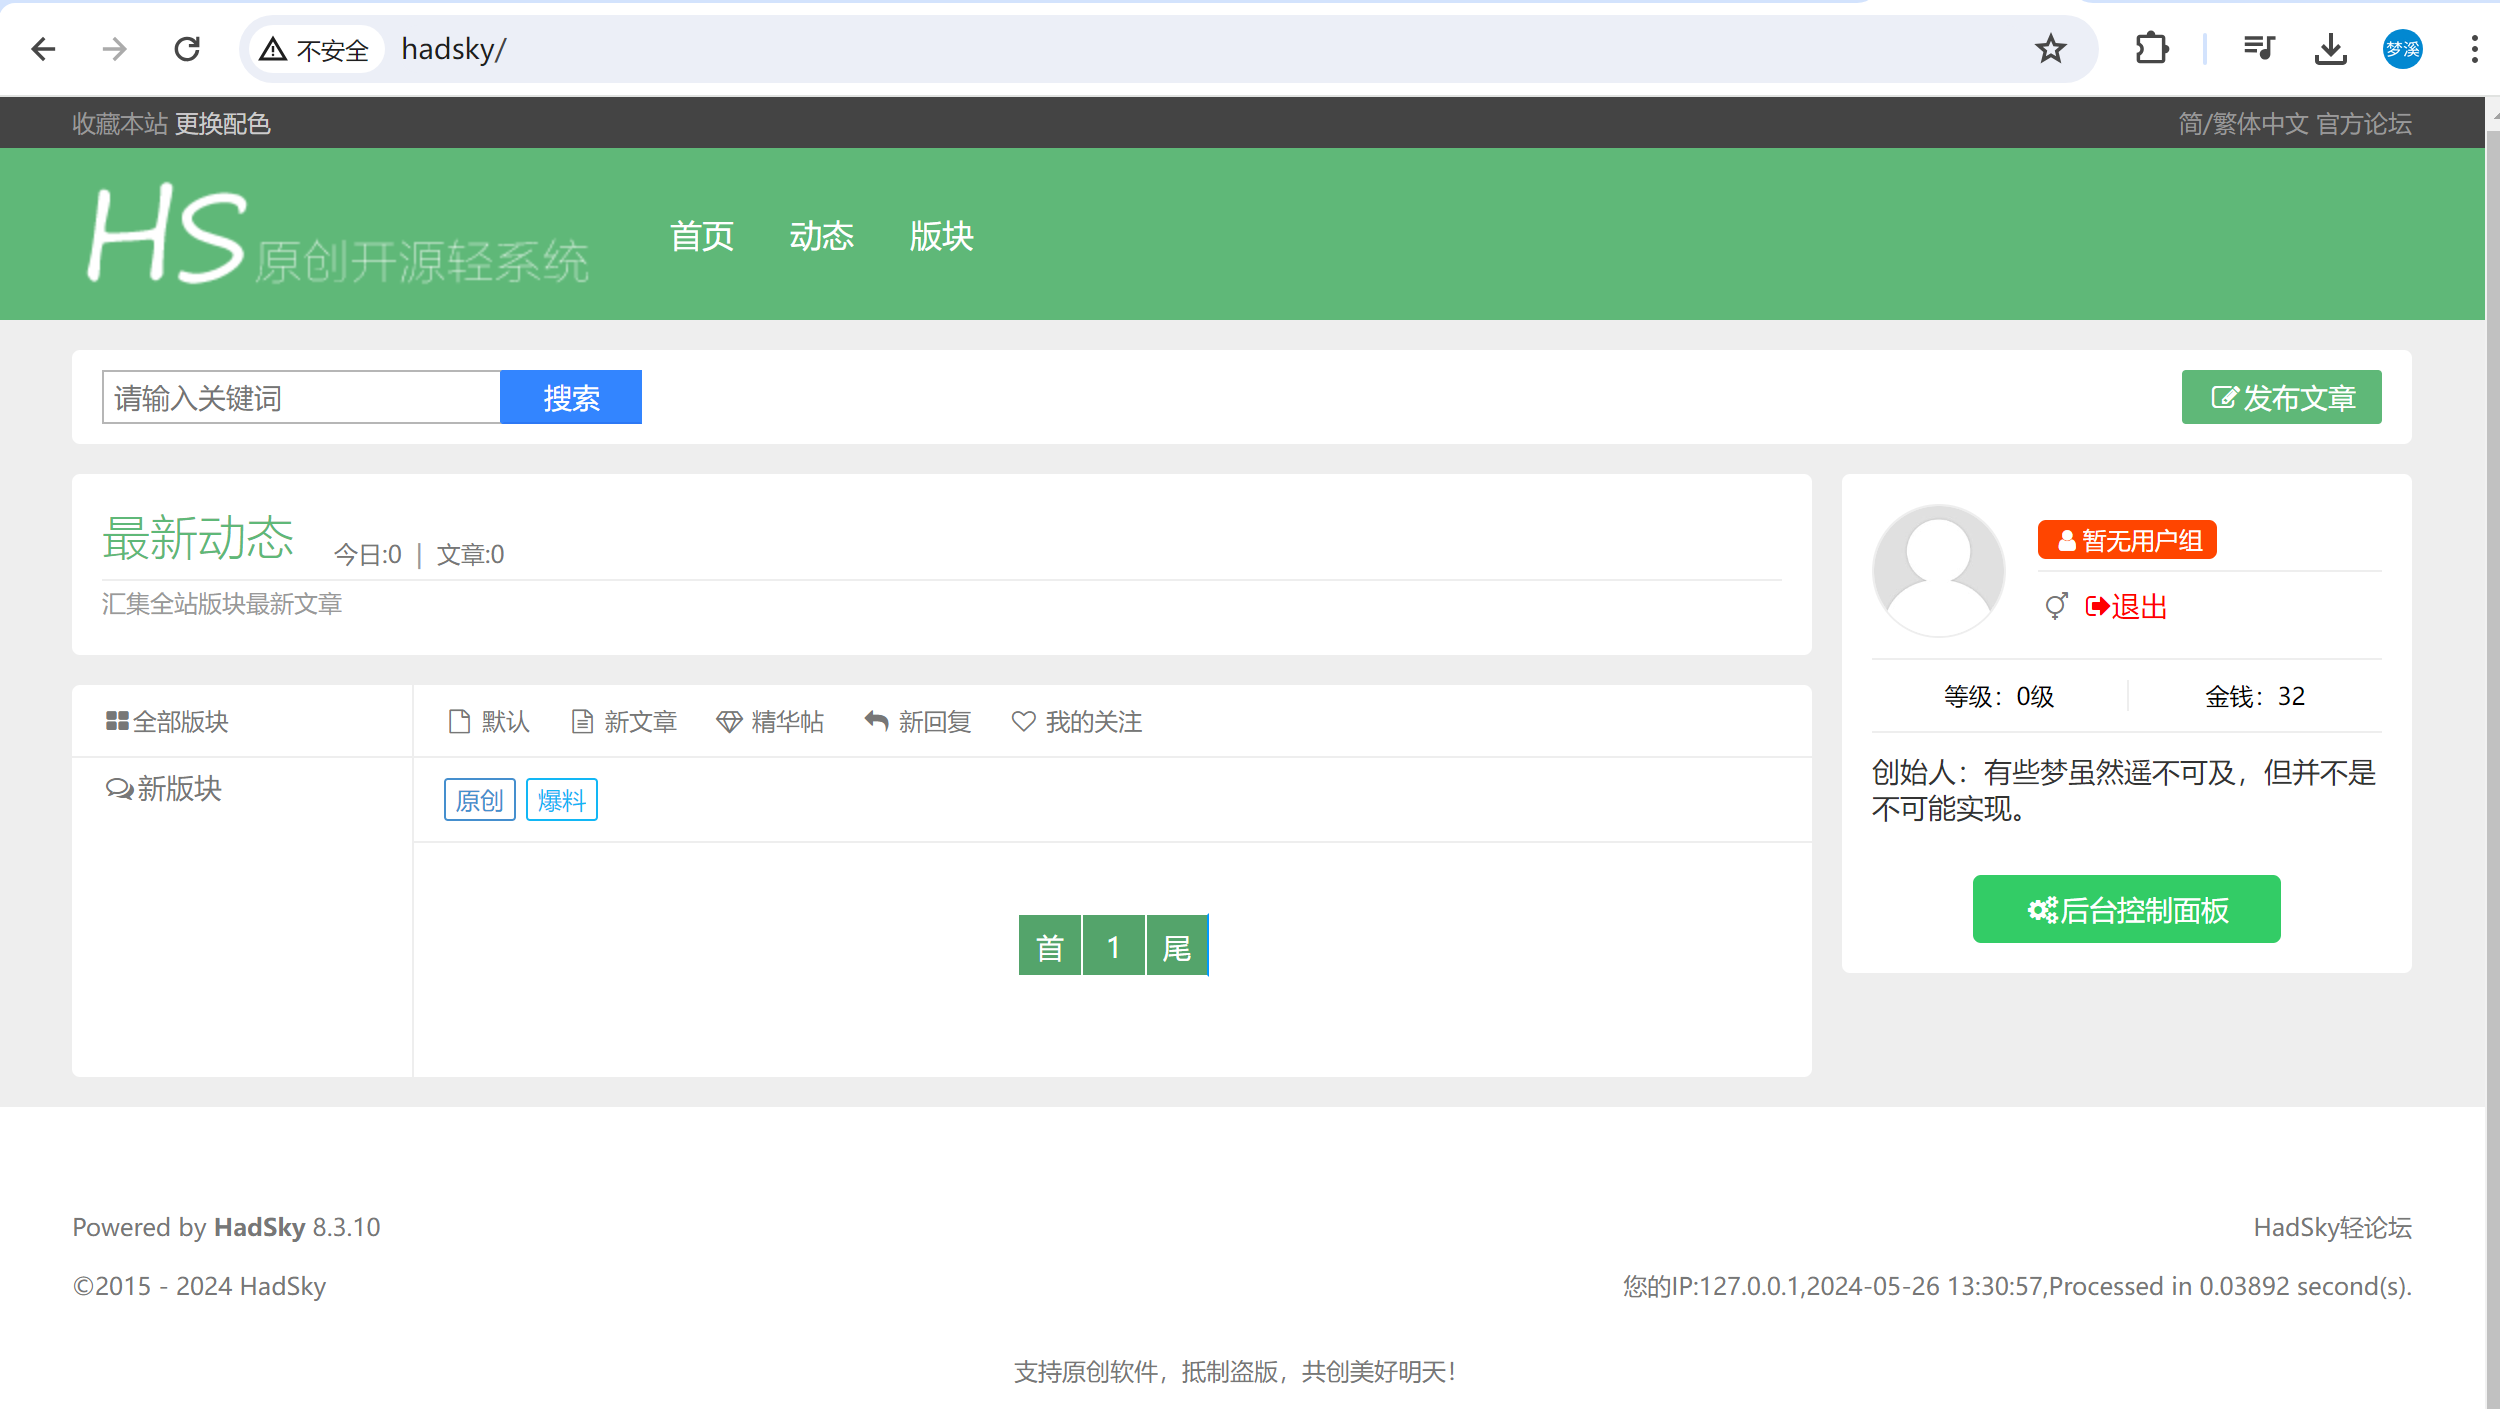 不安全 hadsky/
梦溪
收藏本站 更换配色
简/繁体中文 官方论坛
HS原创开源轻系统
首页 动态 版块
请输入关键词 搜索
发布文章
最新动态 今日:0 | 文章:0
汇集全站版块最新文章
暂无用户组
退出
等级：0级 金钱：32
创始人：有些梦虽然遥不可及，但并不是
不可能实现。
后台控制面板
全部版块 默认 新文章 精华帖 新回复 我的关注
新版块
原创 爆料
首 1 尾
Powered by HadSky 8.3.10
HadSky轻论坛
©2015 - 2024 HadSky
您的IP:127.0.0.1,2024-05-26 13:30:57,Processed in 0.03892 second(s).
支持原创软件，抵制盗版，共创美好明天！